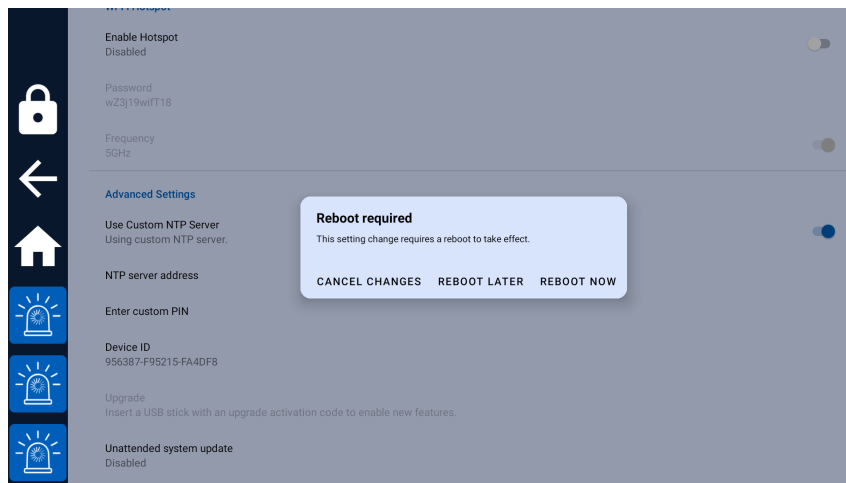 Wi-Fi Hotspot
Enable Hotspot
Disabled
Password
wZ3j19wifT18
Frequency
5GHz
Advanced Settings
Use Custom NTP Server
Using custom NTP server.
NTP server address
Enter custom PIN
Device ID
956387-F95215-FA4DF8
Upgrade
Insert a USB stick with an upgrade activation code to enable new features.
Unattended system update
Disabled
Reboot required
This setting change requires a reboot to take effect.
CANCEL CHANGES REBOOT LATER REBOOT NOW